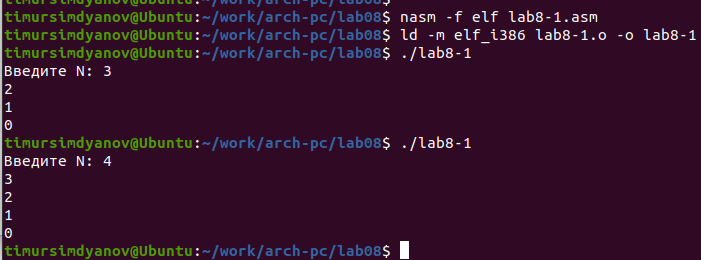 timursimdyanov@Ubuntu:~/work/arch-pc/lab08$ nasm -f elf lab8-1.asm
timursimdyanov@Ubuntu:~/work/arch-pc/lab08$ ld -m elf_i386 lab8-1.o -o lab8-1
timursimdyanov@Ubuntu:~/work/arch-pc/lab08$ ./lab8-1
Введите N: 3
2
1
0
timursimdyanov@Ubuntu:~/work/arch-pc/lab08$ ./lab8-1
Введите N: 4
3
2
1
0
timursimdyanov@Ubuntu:~/work/arch-pc/lab08$